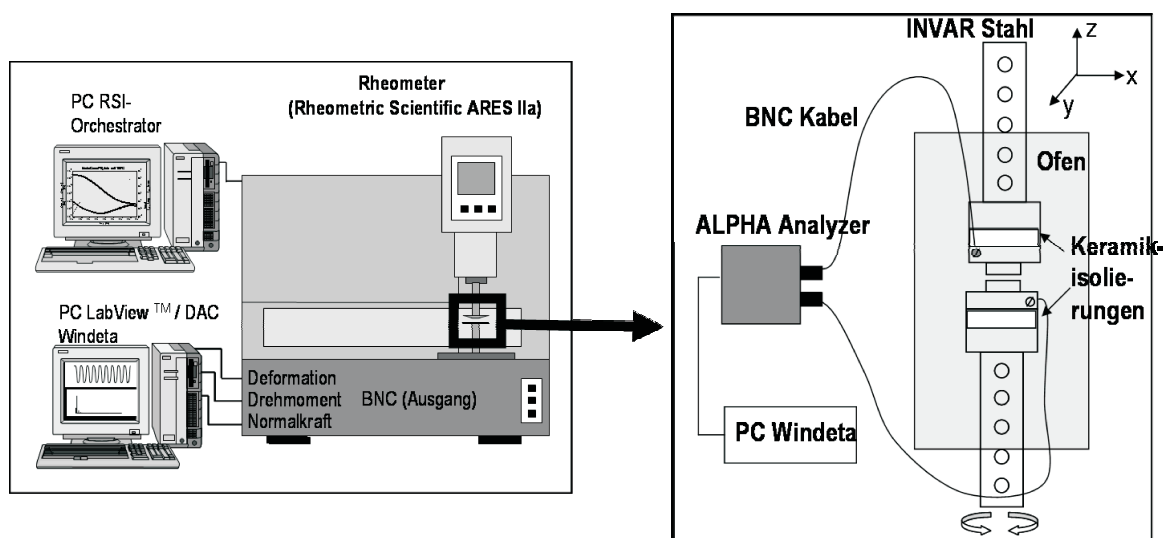 PC RSI-
Orchestrator
Rheometer
(Rheometric Scientific ARES IIa)
PC LabView TM / DAC
Windeta
Deformation
Drehmoment
Normalkraft
BNC (Ausgang)
INVAR Stahl
z
x
y
BNC Kabel
Ofen
ALPHA Analyzer
Keramik-
isolie-
rungen
PC Windeta